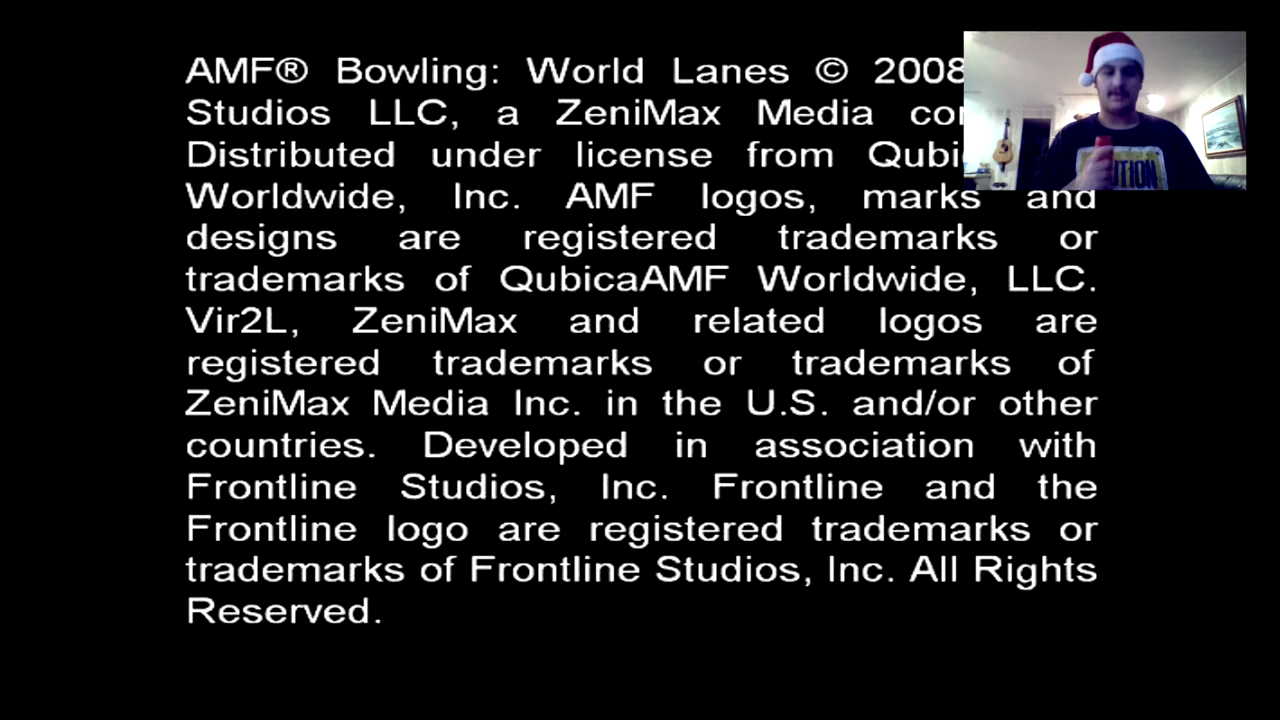 AMF® Bowling: World Lanes © 2008
Studios LLC, a ZeniMax Media
Distributed under license from
Worldwide, Inc. AMF logos, marks and
designs are registered trademarks or
trademarks of QubicaAMF Worldwide, LLC.
Vir2L, ZeniMax and related logos are
registered trademarks or trademarks of
ZeniMax Media Inc. in the U.S. and/or other
countries. Developed in association with
Frontline Studios, Inc. Frontline and the
Frontline logo are registered trademarks or
trademarks of Frontline Studios, Inc. All Rights
Reserved.